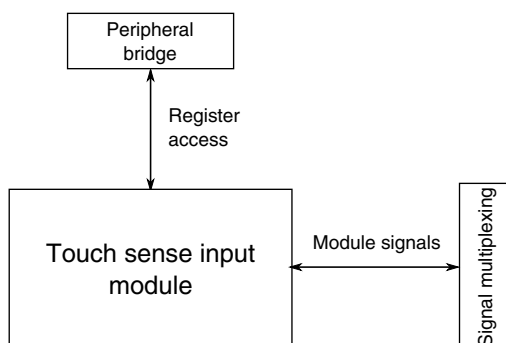 Peripheral
bridge
Register
access
Touch sense input
module
Module signals
Signal multiplexing